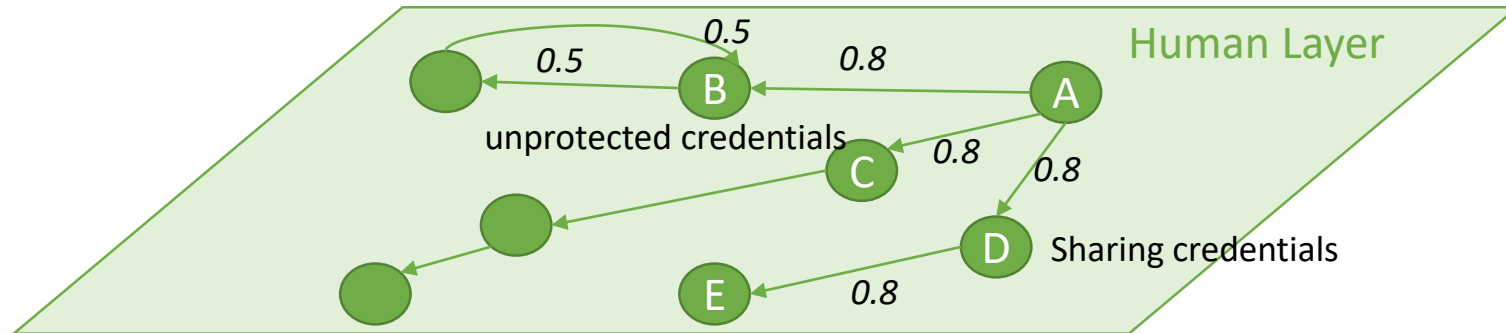 0.5
Human Layer
0.5
0.8
B
A
unprotected credentials
0.8
C
0.8
D
Sharing credentials
E
0.8